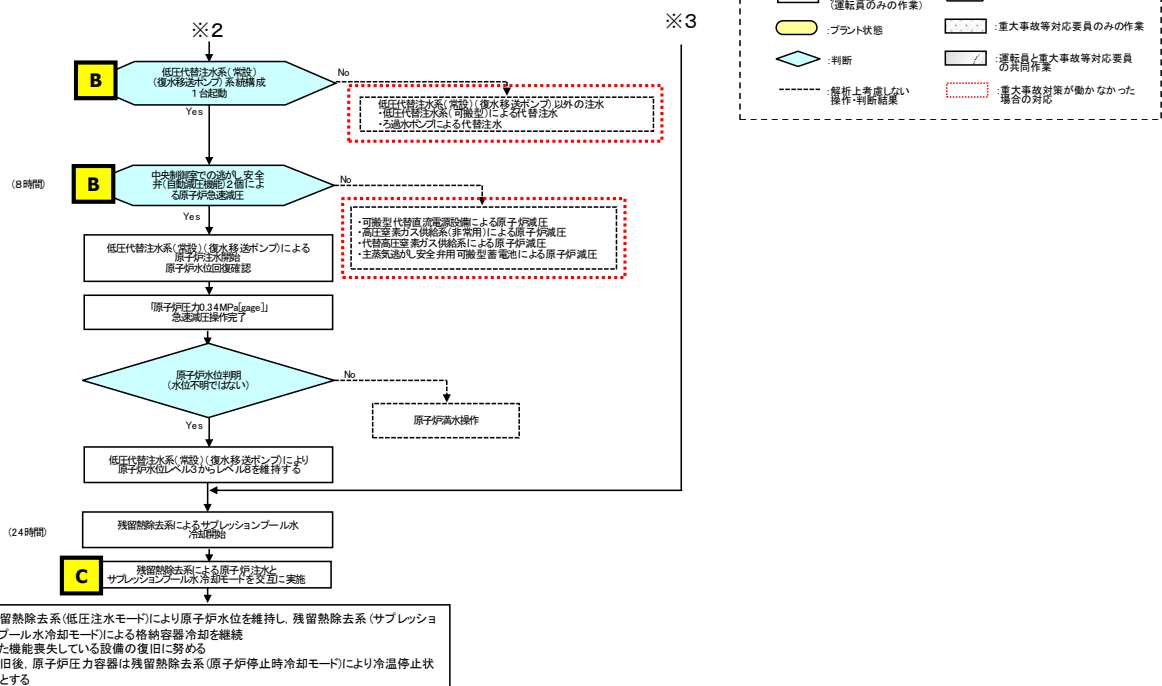 ※2
※3
(運転員のみの作業)
:プラント状態
:重大事故等対応要員のみの作業
:判断
:運転員と重大事故等対応要員
の共同作業
:解析上考慮しない
操作・判断結果
:重大事故対策が働かなかった
場合の対応
B
低圧代替注水系(常設)
(復水移送ポンプ)系統構成
1台起動
No
Yes
低圧代替注水系(常設)(復水移送ポンプ)以外の注水
・低圧代替注水系(可搬型)による代替注水
・ろ過水ポンプによる代替注水
(8時間)
B
中央制御室での逃がし安全
弁(自動減圧機能)2個によ
る原子炉急速減圧
No
Yes
・可搬型代替直流電源設備による原子炉減圧
・高圧窒素ガス供給系(非常用)による原子炉減圧
・代替高圧窒素ガス供給系による原子炉減圧
・主蒸気逃がし安全弁用可搬型蓄電池による原子炉減圧
低圧代替注水系(常設)(復水移送ポンプ)による
原子炉注水開始
原子炉水位回復確認
「原子炉圧力0.34MPa[gage]」
急速減圧操作完了
原子炉水位判明
(水位不明ではない)
No
Yes
原子炉満水操作
低圧代替注水系(常設)(復水移送ポンプ)により
原子炉水位レベル3からレベル8を維持する
(24時間)
残留熱除去系によるサプレッションプール水
冷却開始
C
残留熱除去系による原子炉注水と
サプレッションプール水冷却モードを交互に実施
留熱除去系(低圧注水モード)により原子炉水位を維持し,残留熱除去系(サプレッショ
プール水冷却モード)による格納容器冷却を継続
た機能喪失している設備の復旧に努める
旧後,原子炉圧力容器は残留熱除去系(原子炉停止時冷却モード)により冷温停止状
とする